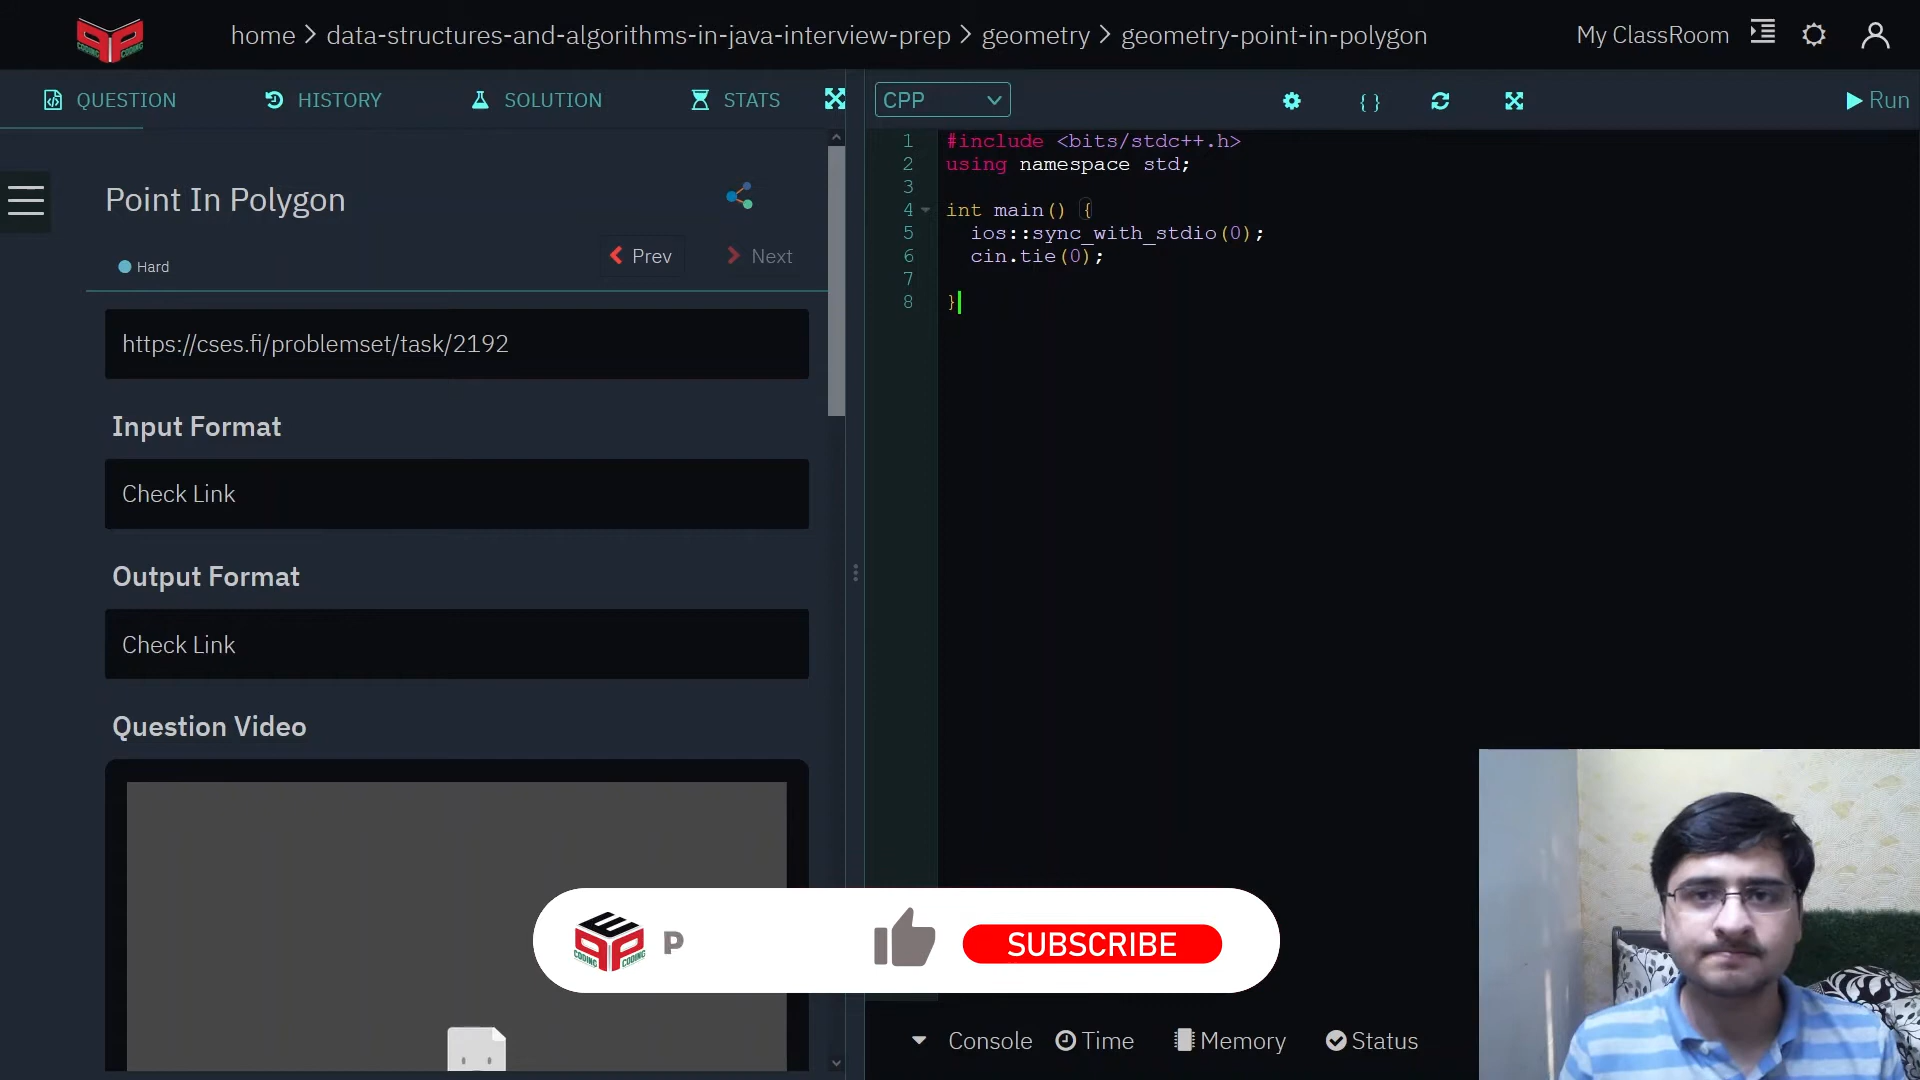 home > data-structures-and-algorithms-in-java-interview-prep > geometry > geometry-point-in-polygon
My ClassRoom
QUESTION
HISTORY
SOLUTION
STATS
CPP
{ }
Run
Point In Polygon
Hard
Prev
Next
https://cses.fi/problemset/task/2192
Input Format
Check Link
Output Format
Check Link
Question Video
1 #include <bits/stdc++.h>
2 using namespace std;
3
4 int main() {
5 ios::sync_with_stdio(0);
6 cin.tie(0);
7
8 }
PEP
CODING CODING
P
SUBSCRIBE
Console
Time
Memory
Status